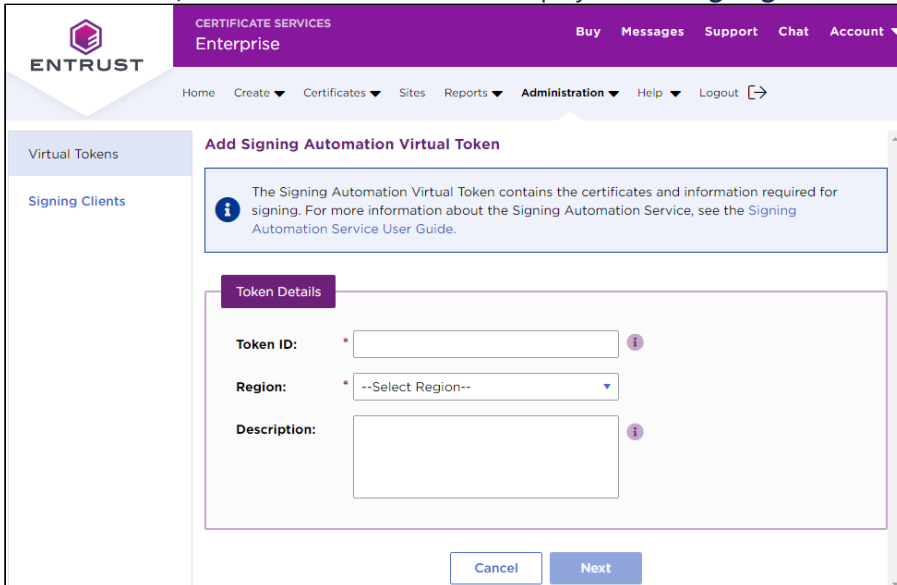 CERTIFICATE SERVICES
Enterprise
Buy Messages Support Chat Account
ENTRUST
Home Create Certificates Sites Reports Administration Help Logout
Virtual Tokens
Signing Clients
Add Signing Automation Virtual Token
The Signing Automation Virtual Token contains the certificates and information required for
signing. For more information about the Signing Automation Service, see the Signing
Automation Service User Guide.
Token Details
Token ID: *
Region: * --Select Region--
Description:
Cancel Next